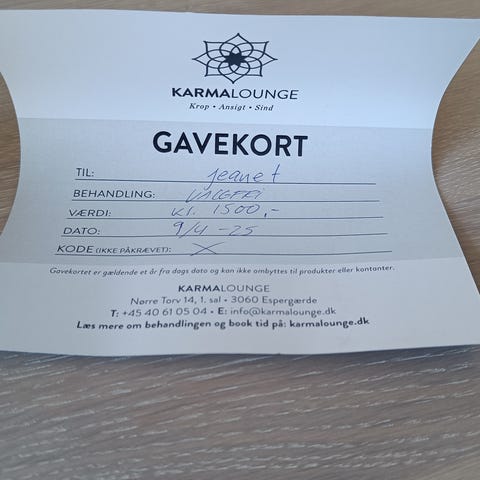 KARMALOUNGE
Krop • Ansigt • Sind
GAVEKORT
TIL: Jeanet
BEHANDLING: VALGFRI
VÆRDI: Kr. 1500,-
DATO: 9/4-25
KODE (IKKE PÅKRÆVET): X
Gavekortet er gældende et år fra dags dato og kan ikke ombyttes til produkter eller kontanter.
KARMALOUNGE
Nørre Torv 14, 1. sal • 3060 Espergærde
T: +45 40 61 05 04 • E: info@karmalounge.dk
Læs mere om behandlingen og book tid på: karmalounge.dk